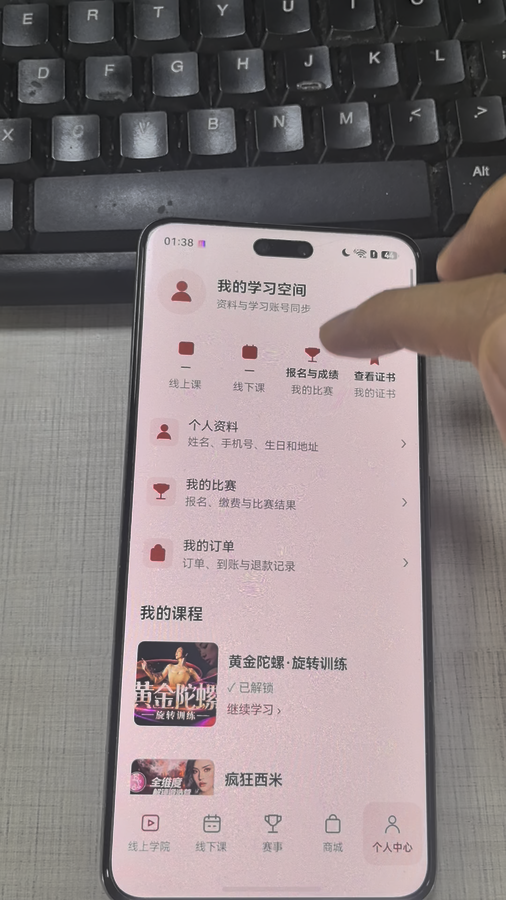 E R T Y U I
D F G H J K L
X C V B N M < >
Alt
01:38
我的学习空间
资料与学习账号同步
一 一 报名与成绩 查看证书
线上课 线下课 我的比赛 我的证书
个人资料
姓名、手机号、生日和地址
我的比赛
报名、缴费与比赛结果
我的订单
订单、到账与退款记录
我的课程
黄金陀螺
旋转训练
黄金陀螺·旋转训练
✓ 已解锁
继续学习 ›
全维度
疯狂西米
线上学院 线下课 赛事 商城 个人中心